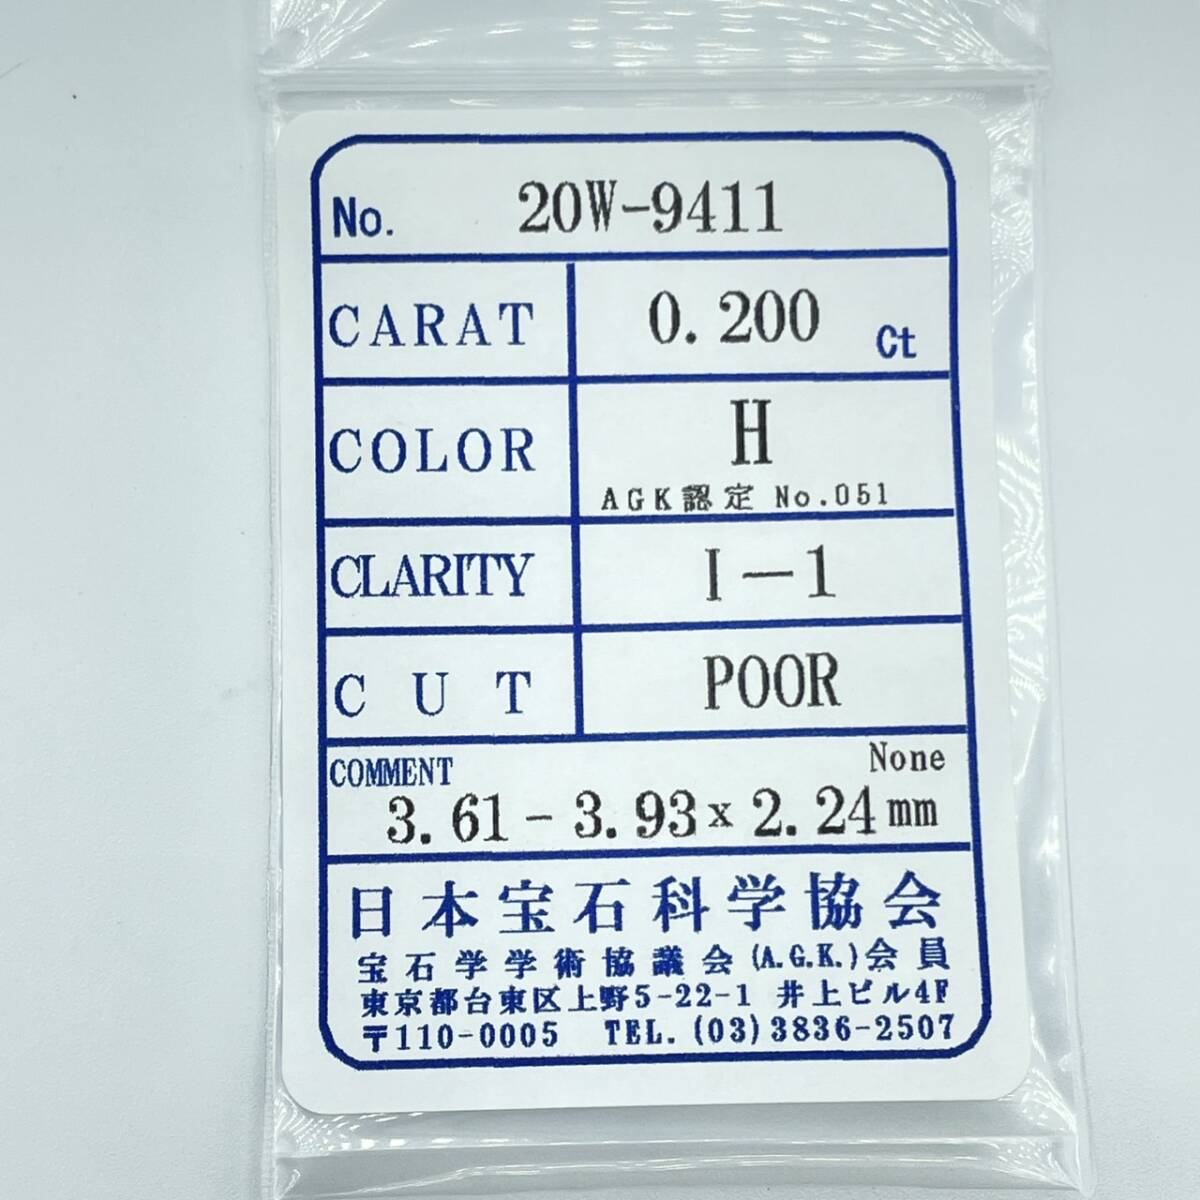 No. 20W-9411
CARAT 0.200 Ct
COLOR H
AGK認定 No.051
CLARITY I-1
CUT POOR
COMMENT None
3.61 - 3.93 x 2.24 mm
日本宝石科学協会
宝石学学術協議会(A.G.K.)会員
東京都台東区上野5-22-1 井上ビル4F
〒110-0005 TEL. (03)3836-2507